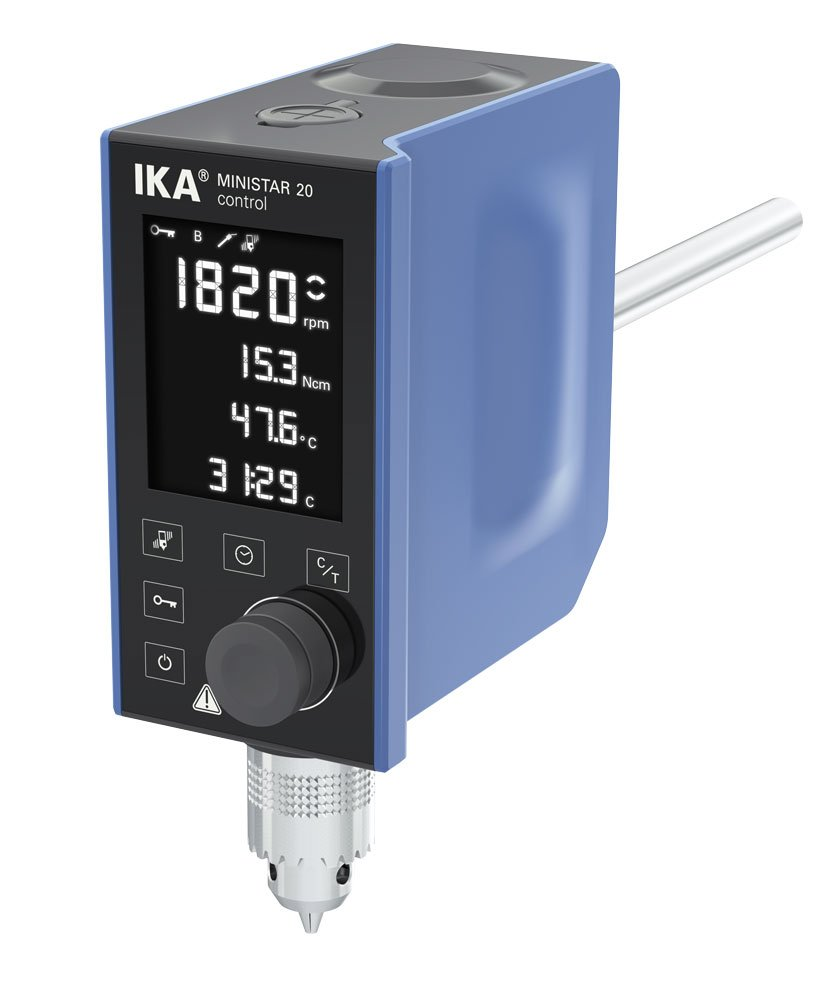 IKA® MINISTAR 20
control
B
1820 rpm
15.3 Ncm
47.6 °C
31:29 C
C/T